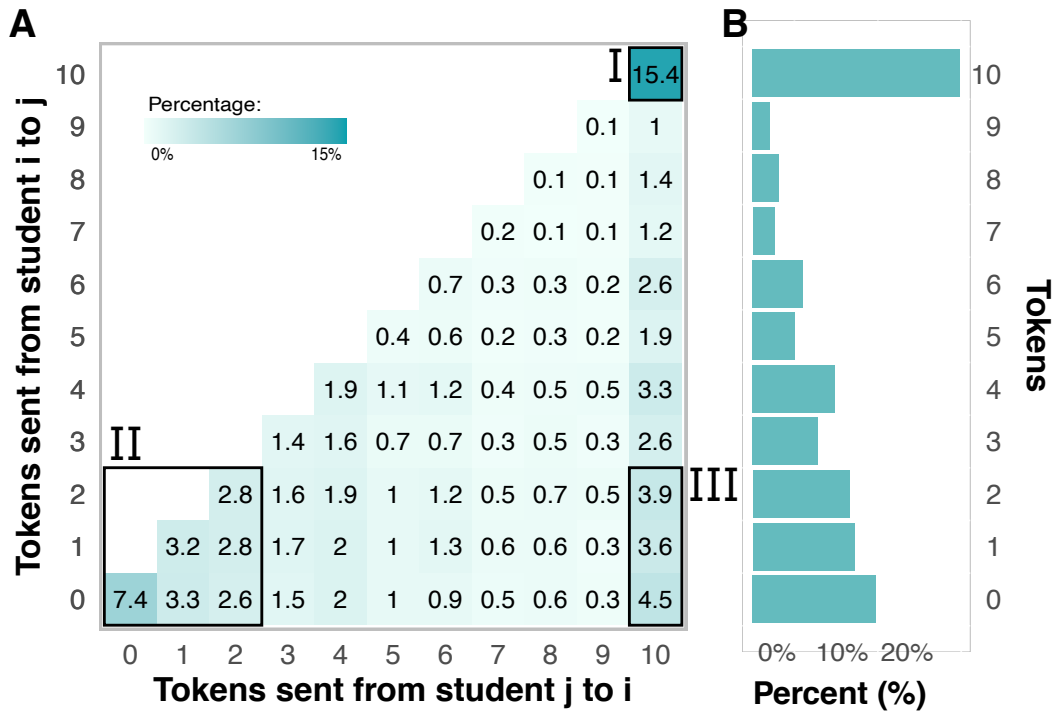 A
B
Tokens sent from student i to j
Percentage:
0% 15%
I
II
III
10 15.4
9 0.1 1
8 0.1 0.1 1.4
7 0.2 0.1 0.1 1.2
6 0.7 0.3 0.3 0.2 2.6
5 0.4 0.6 0.2 0.3 0.2 1.9
4 1.9 1.1 1.2 0.4 0.5 0.5 3.3
3 1.4 1.6 0.7 0.7 0.3 0.5 0.3 2.6
2 2.8 1.6 1.9 1 1.2 0.5 0.7 0.5 3.9
1 3.2 2.8 1.7 2 1 1.3 0.6 0.6 0.3 3.6
0 7.4 3.3 2.6 1.5 2 1 0.9 0.5 0.6 0.3 4.5
0 1 2 3 4 5 6 7 8 9 10
Tokens sent from student j to i
10
9
8
7
6
5
4
3
2
1
0
Tokens
0% 10% 20%
Percent (%)